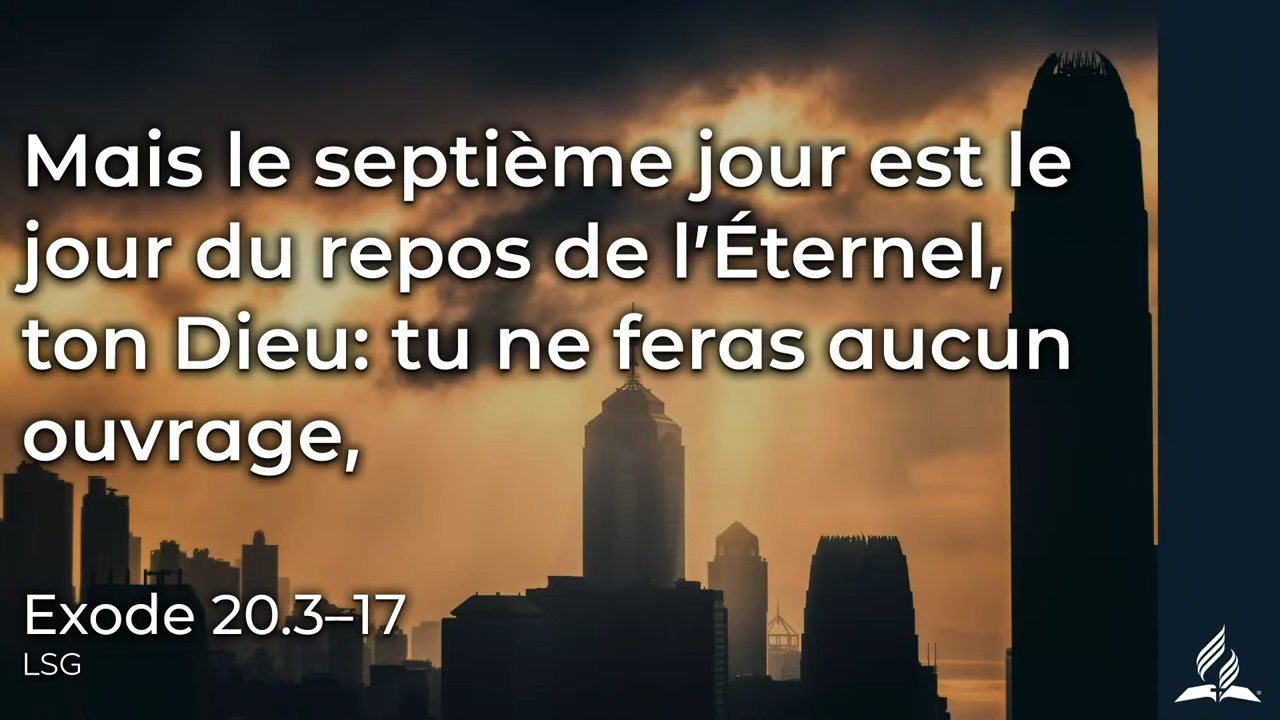 Mais le septième jour est le
jour du repos de l’Éternel,
ton Dieu: tu ne feras aucun
ouvrage,
Exode 20.3–17
LSG